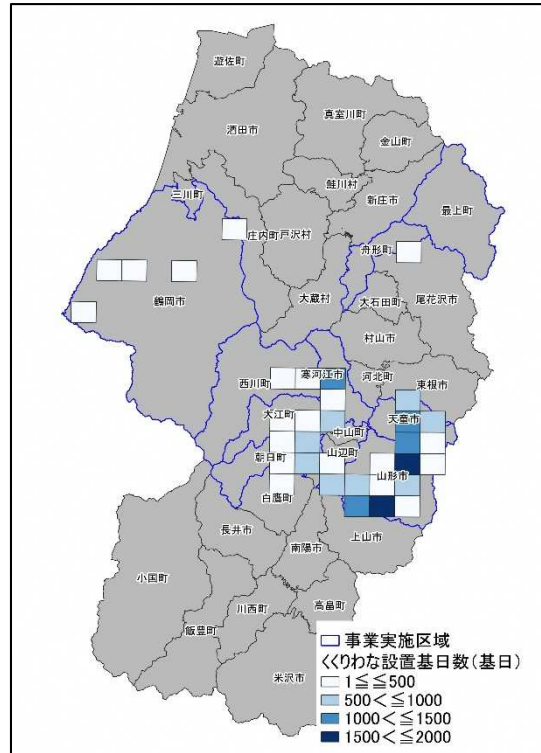 遊佐町
真室川町
酒田市
金山町
鮭川村
三川町
新庄市
最上町
庄内町
戸沢村
舟形町
鶴岡市
大蔵村
大石田町
尾花沢市
村山市
西川町
寒河江市
河北町
東根市
大江町
天童市
中山町
朝日町
山辺町
山形市
白鷹町
長井市
上山市
南陽市
小国町
川西町
高畠町
飯豊町
米沢市
事業実施区域
くくりわな設置基日数(基日)
1≦≦500
500<≦1000
1000<≦1500
1500<≦2000